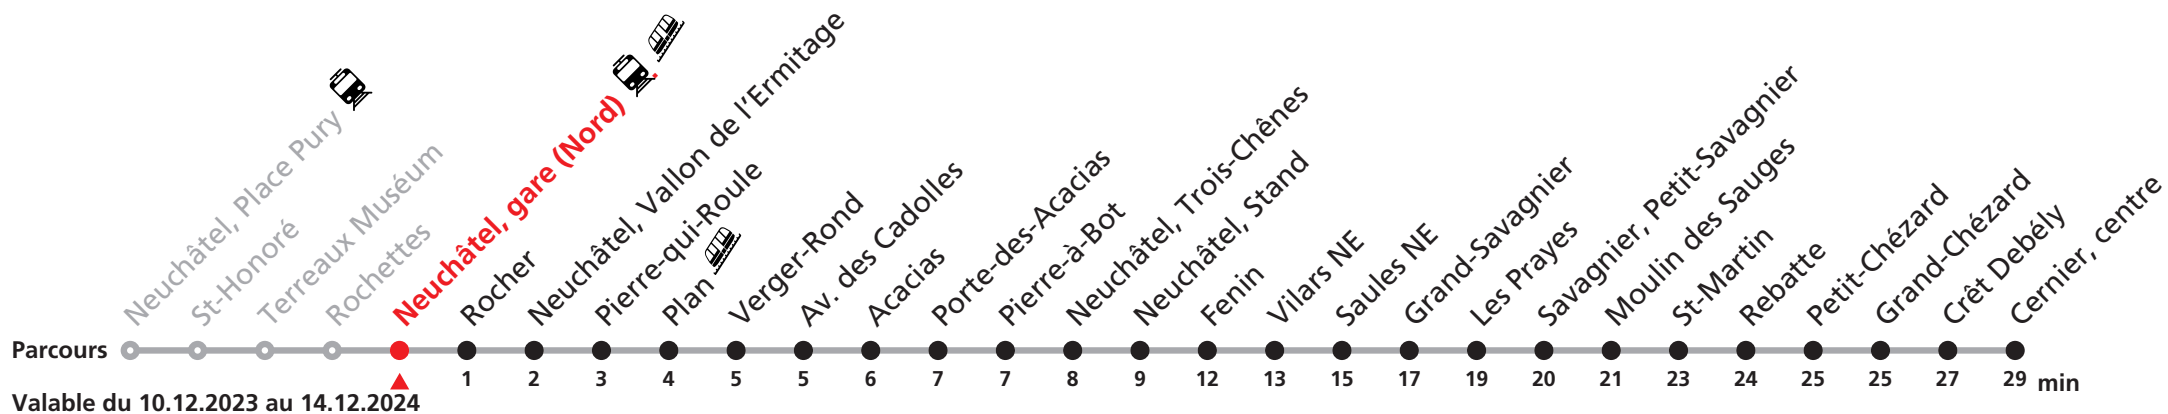 Neuchâtel, Place Pury
St-Honoré
Terreaux Muséum
Rochettes
Neuchâtel, gare (Nord)
Rocher
Neuchâtel, Vallon de l'Ermitage
Pierre-qui-Roule
Plan
Verger-Rond
Av. des Cadolles
Acacias
Porte-des-Acacias
Pierre-à-Bot
Neuchâtel, Trois-Chênes
Neuchâtel, Stand
Fenin
Vilars NE
Saules NE
Grand-Savagnier
Les Prayes
Savagnier, Petit-Savagnier
Moulin des Sauges
St-Martin
Rebatte
Petit-Chézard
Grand-Chézard
Crêt Debély
Cernier, centre
Parcours
1 2 3 4 5 5 6 7 7 8 9 12 13 15 17 19 20 21 23 24 25 25 27 29 min
Valable du 10.12.2023 au 14.12.2024